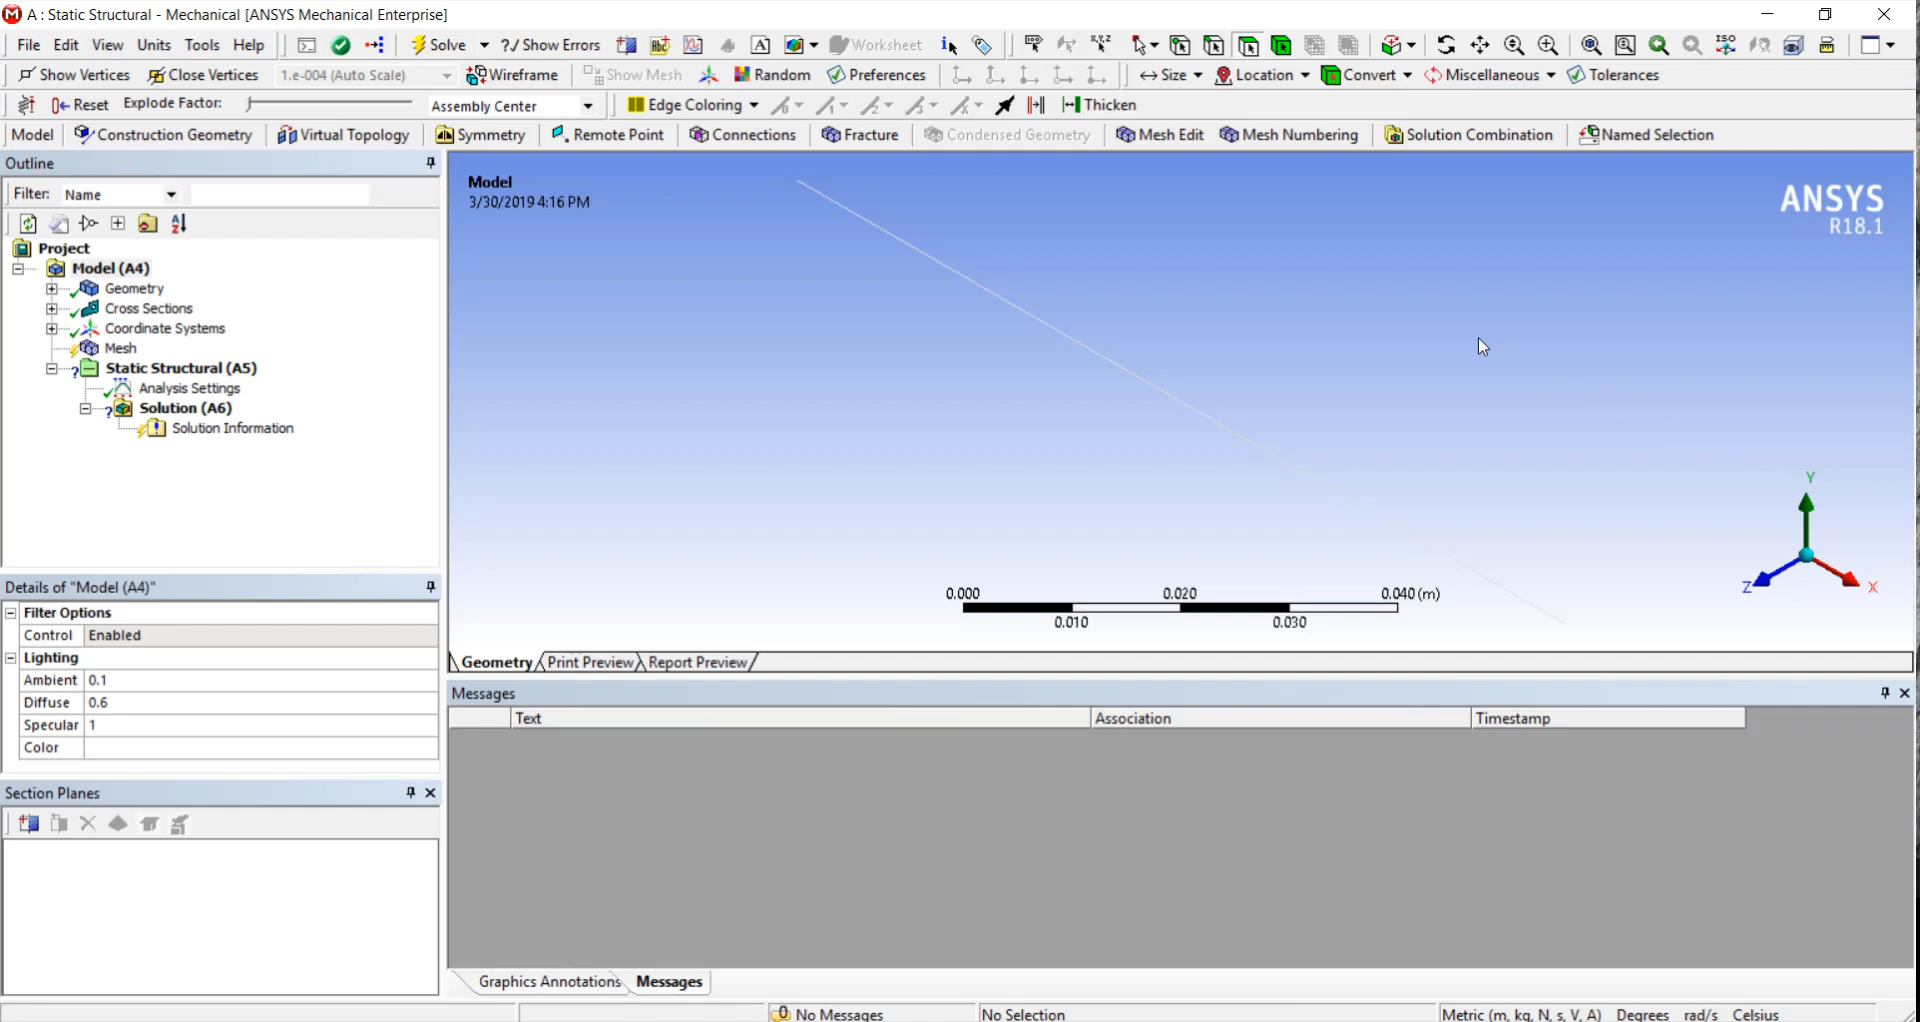 A : Static Structural - Mechanical [ANSYS Mechanical Enterprise]
File Edit View Units Tools Help Solve ?/ Show Errors Worksheet
Show Vertices Close Vertices 1.e-004 (Auto Scale) Wireframe Show Mesh Random Preferences Size Location Convert Miscellaneous Tolerances
Reset Explode Factor: Assembly Center Edge Coloring Thicken
Model Construction Geometry Virtual Topology Symmetry Remote Point Connections Fracture Condensed Geometry Mesh Edit Mesh Numbering Solution Combination Named Selection
Outline
Filter: Name
Project
Model (A4)
Geometry
Cross Sections
Coordinate Systems
Mesh
Static Structural (A5)
Analysis Settings
Solution (A6)
Solution Information
Details of "Model (A4)"
Filter Options
Control Enabled
Lighting
Ambient 0.1
Diffuse 0.6
Specular 1
Color
Section Planes
Model
3/30/2019 4:16 PM
ANSYS
R18.1
Y
Z X
0.000 0.020 0.040 (m)
0.010 0.030
Geometry Print Preview Report Preview
Messages
Text Association Timestamp
Graphics Annotations Messages
No Messages No Selection Metric (m, kg, N, s, V, A) Degrees rad/s Celsius